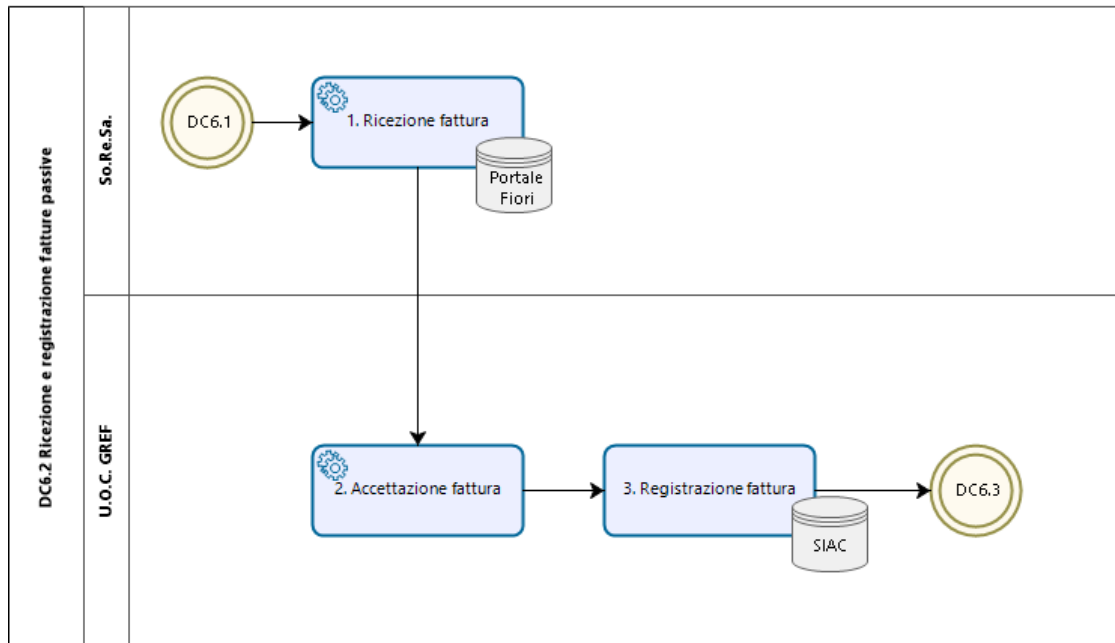 DC6.2 Ricezione e registrazione fatture passive
So.Re.Sa.
DC6.1
1. Ricezione fattura
Portale
Fiori
U.O.C. GREF
2. Accettazione fattura
3. Registrazione fattura
SIAC
DC6.3